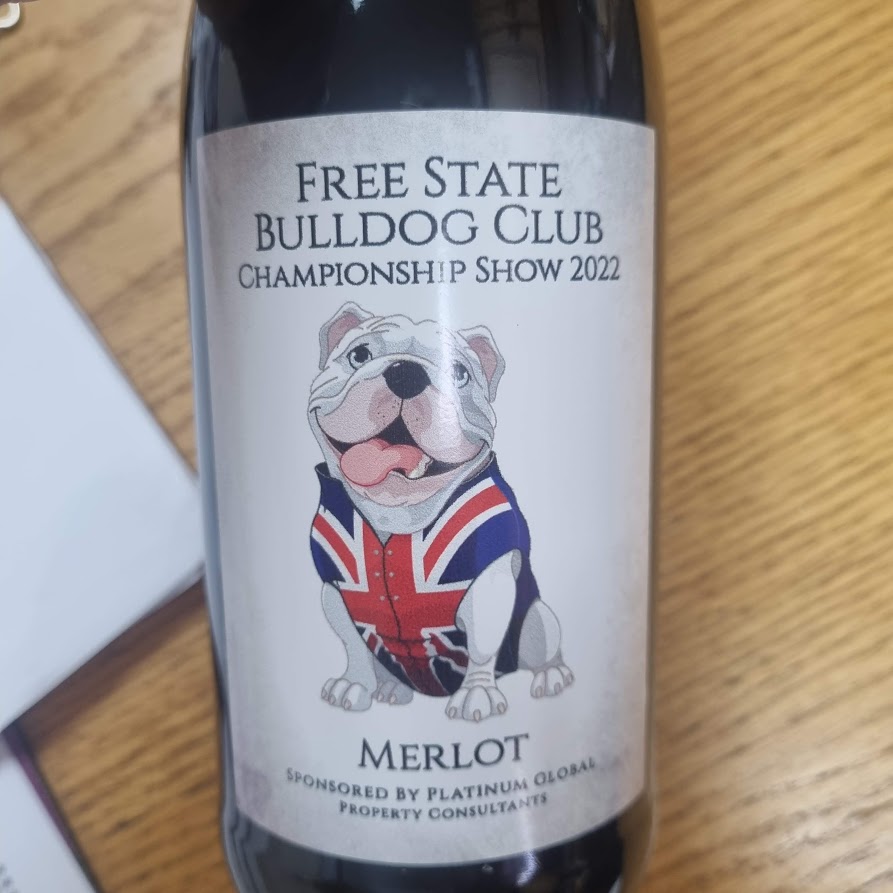 FREE STATE
BULLDOG CLUB
CHAMPIONSHIP SHOW 2022
MERLOT
SPONSORED BY PLATINUM GLOBAL
PROPERTY CONSULTANTS